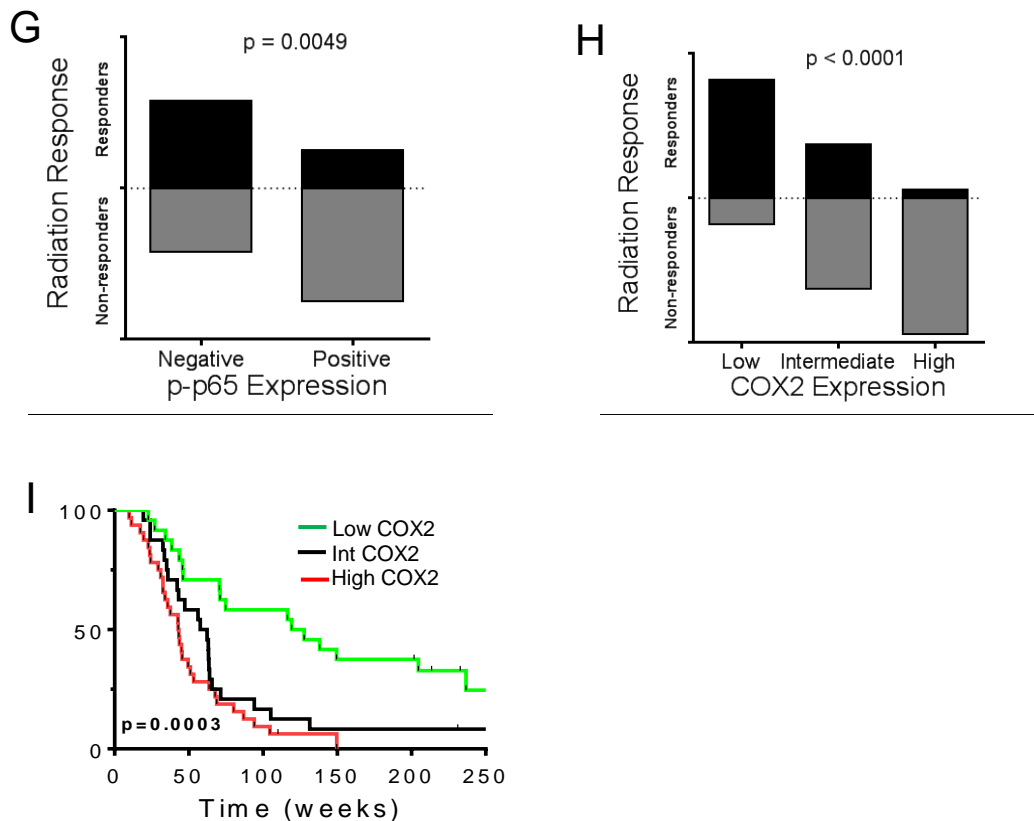 G
p = 0.0049
Radiation Response
Responders
Non-responders
Negative Positive
p-p65 Expression
H
p < 0.0001
Radiation Response
Responders
Non-responders
Low Intermediate High
COX2 Expression
I
100
50
0
Low COX2
Int COX2
High COX2
p=0.0003
0 50 100 150 200 250
Time (weeks)